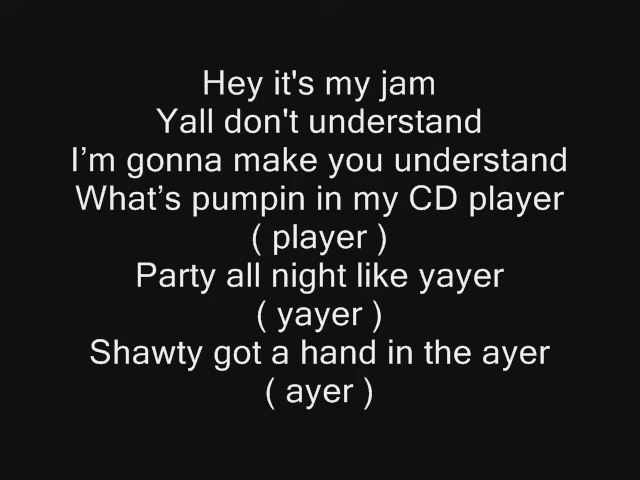 Hey it's my jam
Yall don't understand
I’m gonna make you understand
What’s pumpin in my CD player
( player )
Party all night like yayer
( yayer )
Shawty got a hand in the ayer
( ayer )